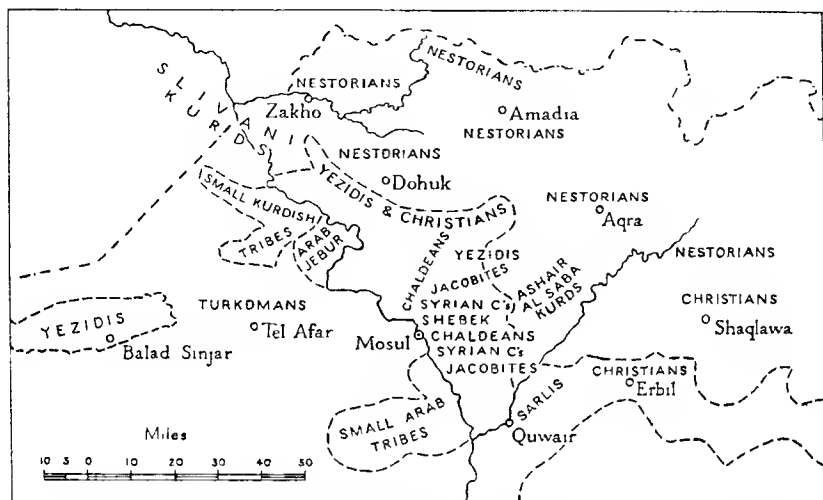 NESTORIANS
NESTORIANS
SLIVANI
KURDS
Zakho
Amadia
NESTORIANS
NESTORIANS
Dohuk
YEZIDIS & CHRISTIANS
SMALL KURDISH
TRIBES
ARAB
JEBUR
NESTORIANS
Aqra
CHALDEANS
YEZIDIS
JACOBITES
ASHAIR
AL SABA
KURDS
NESTORIANS
SYRIAN C's
SHEBEK
CHALDEANS
SYRIAN C's
JACOBITES
Mosul
TURKOMANS
Tel Afar
YEZIDIS
Balad Sinjar
CHRISTIANS
Shaqlawa
CHRISTIANS
Erbil
SARLIS
Quwair
SMALL ARAB
TRIBES
Miles
10 5 0 10 20 30 40 50